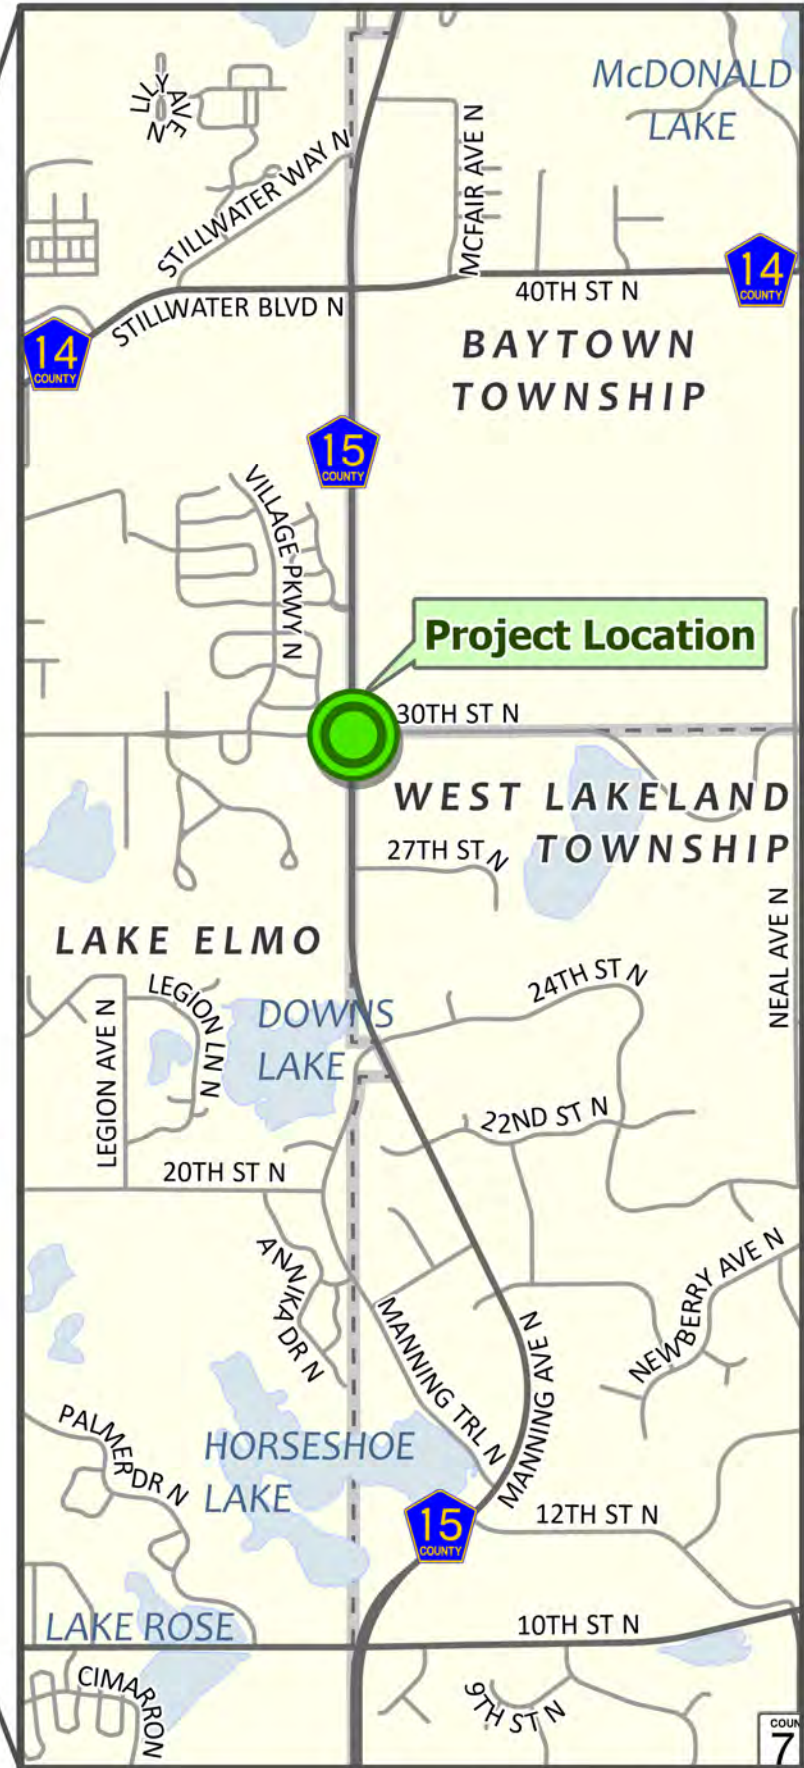 McDONALD
LAKE
LILY AVE N
STILLWATER WAY N
MCFAIR AVE N
14
COUNTY
40TH ST N
STILLWATER BLVD N
14
COUNTY
BAYTOWN
TOWNSHIP
15
COUNTY
VILLAGE PKWY N
Project Location
30TH ST N
WEST LAKELAND
TOWNSHIP
27TH ST N
NEAL AVE N
LAKE ELMO
LEGION AVE N
LEGION LN N
24TH ST N
DOWNS
LAKE
22ND ST N
20TH ST N
ANNIKA DR N
NEWBERRY AVE N
MANNING TRL N
MANNING AVE N
PALMER DR N
HORSESHOE
LAKE
15
COUNTY
12TH ST N
LAKE ROSE
10TH ST N
CIMARRON
9TH ST N
COUN
7